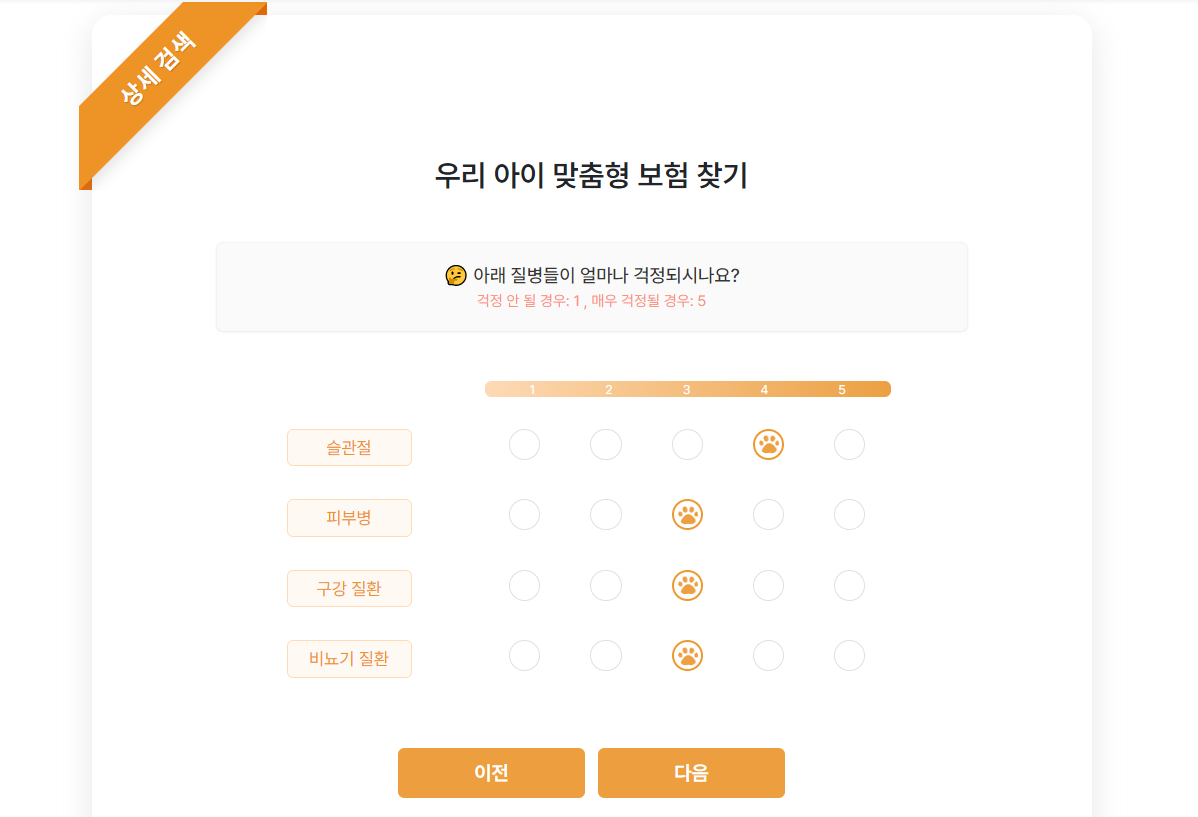 상세 검색
우리 아이 맞춤형 보험 찾기
🤔 아래 질병들이 얼마나 걱정되시나요?
걱정 안 될 경우: 1 , 매우 걱정될 경우: 5
1 2 3 4 5
슬관절
피부병
구강 질환
비뇨기 질환
이전 다음